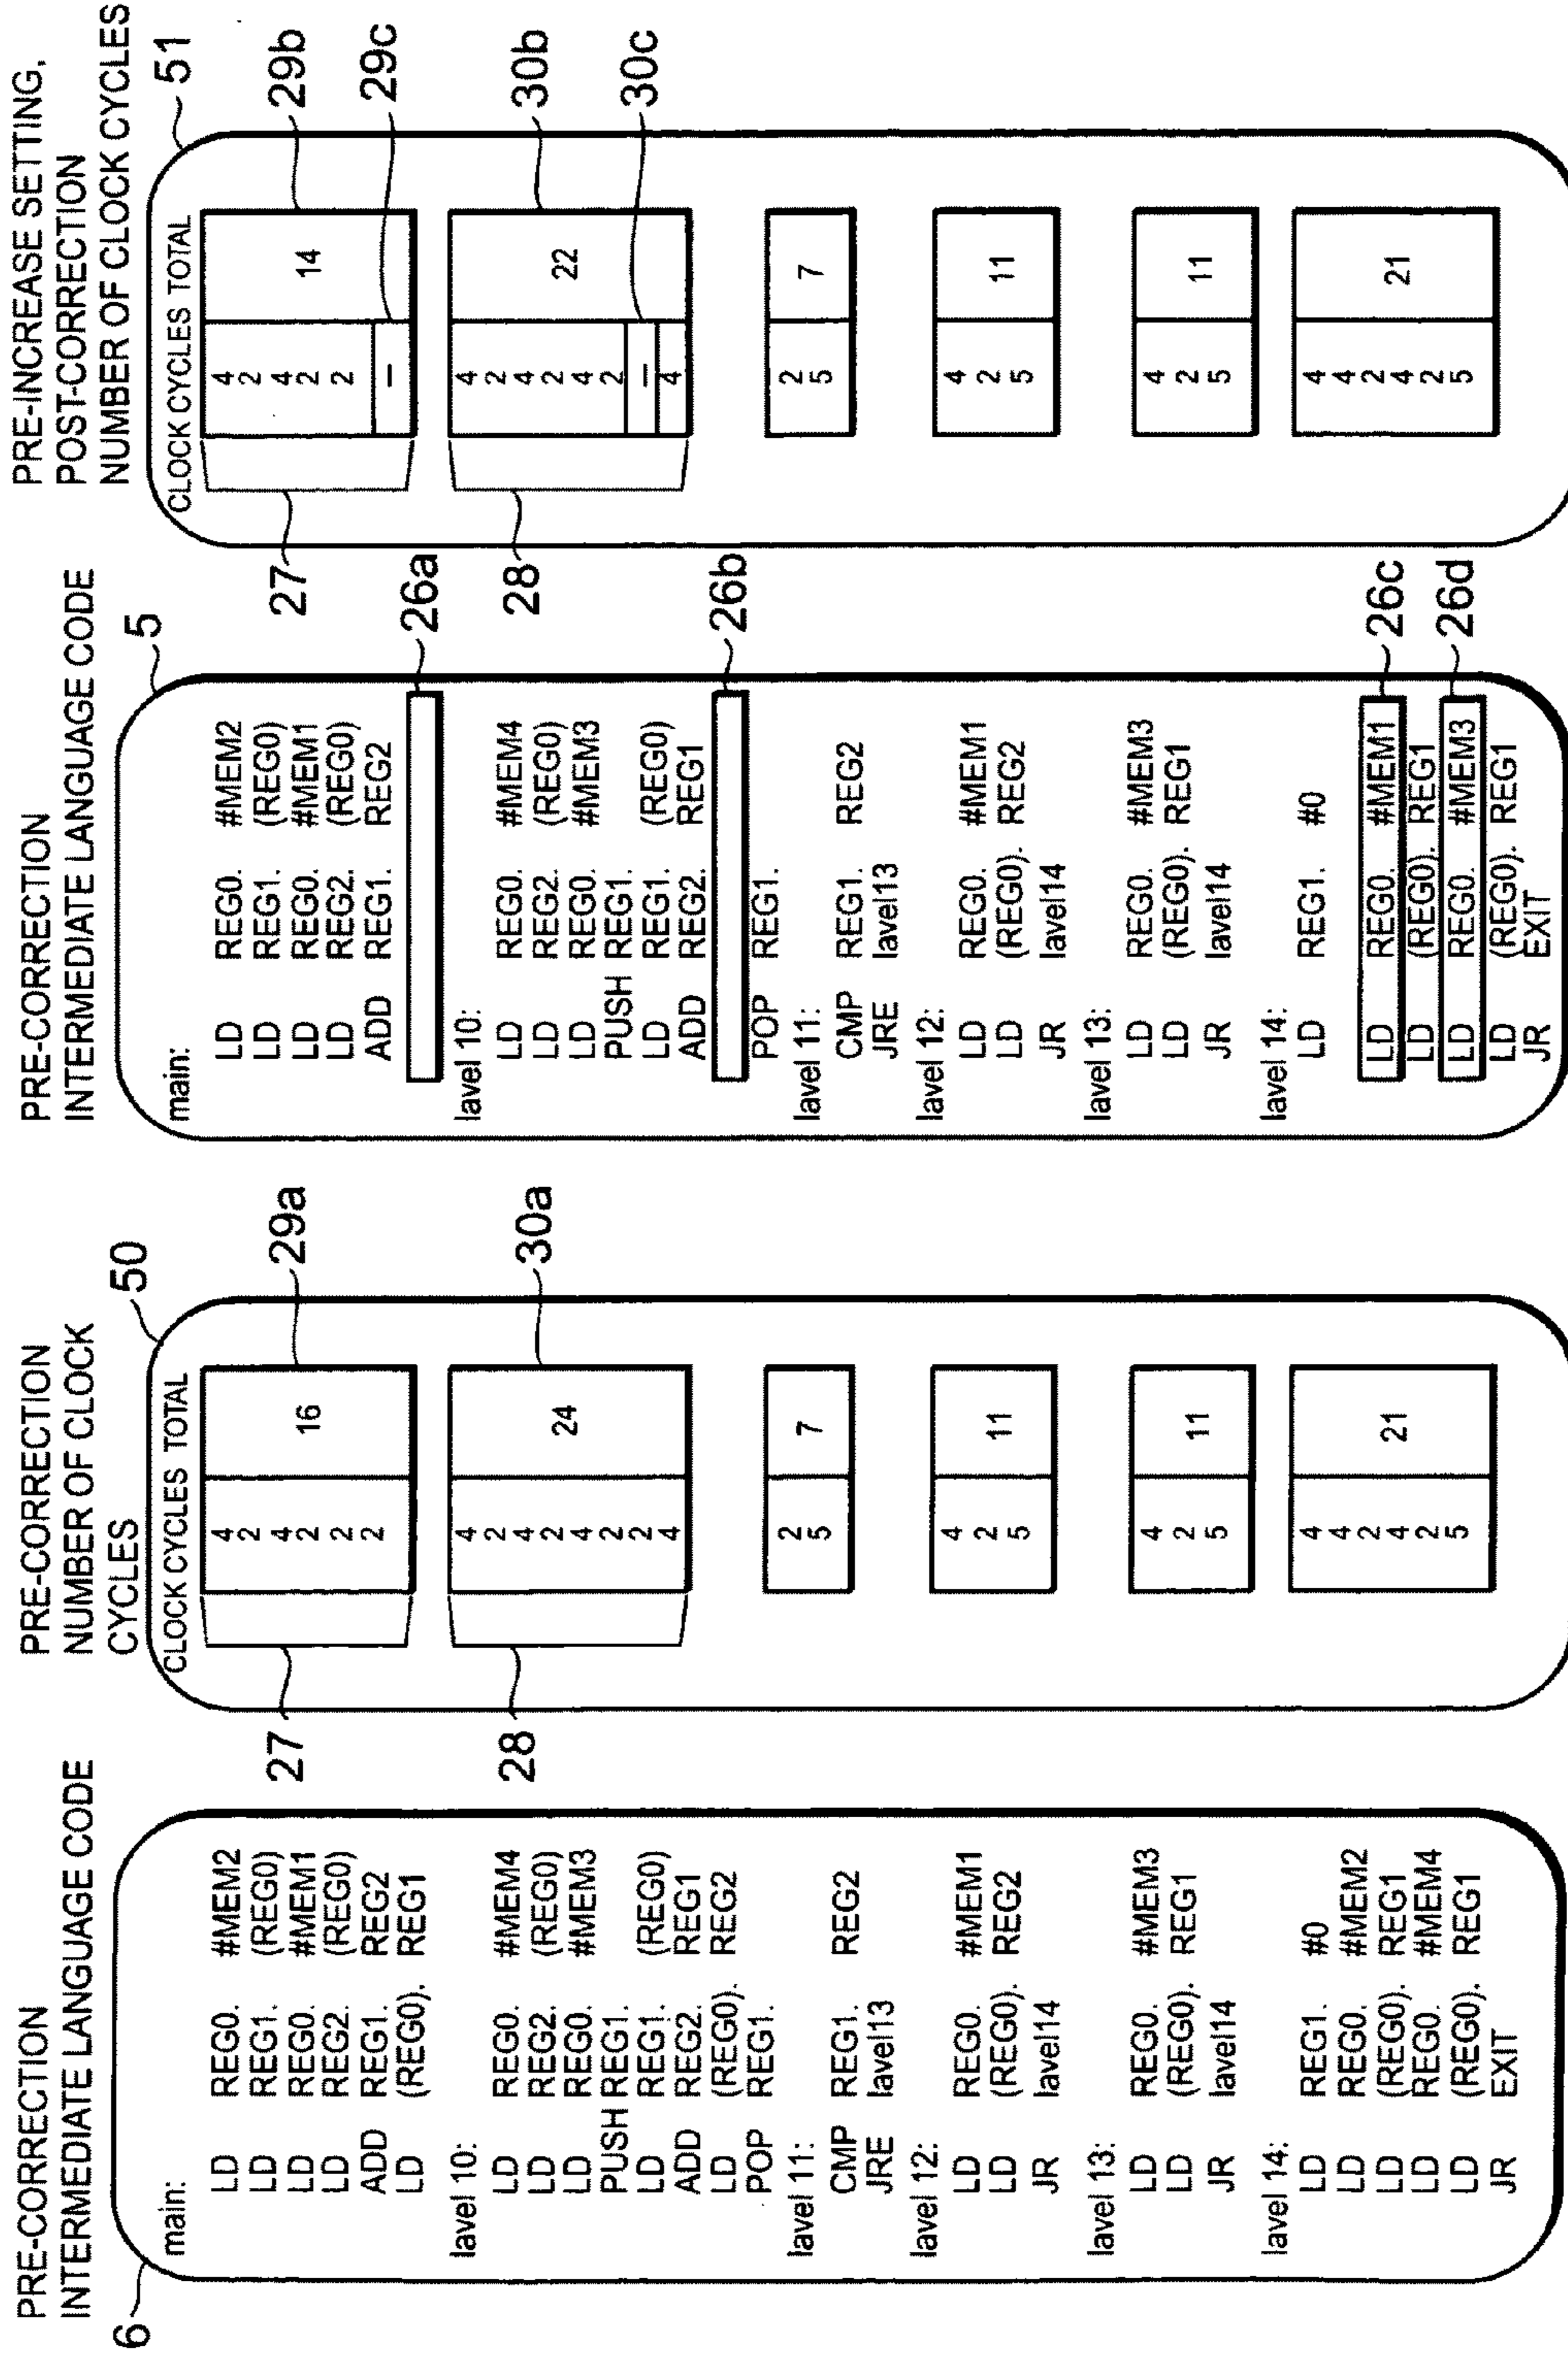 PRE-CORRECTION
INTERMEDIATE LANGUAGE CODE
6
main:
LD REG0. #MEM2
LD REG1. (REG0)
LD REG0. #MEM1
LD REG2. (REG0)
ADD REG1. REG2
LD (REG0). REG1
lavel 10:
LD REG0. #MEM4
LD REG2. (REG0)
LD REG0. #MEM3
PUSH REG1.
LD REG1. (REG0)
ADD REG2. REG1
LD (REG0). REG2
POP REG1.
lavel 11:
CMP REG1. REG2
JRE lavel13
lavel 12:
LD REG0. #MEM1
LD (REG0). REG2
JR lavel14
lavel 13:
LD REG0. #MEM3
LD (REG0). REG1
JR lavel14
lavel 14:
LD REG1. #0
LD REG0. #MEM2
LD (REG0). REG1
LD REG0. #MEM4
LD (REG0). REG1
JR EXIT
PRE-CORRECTION
NUMBER OF CLOCK
CYCLES
50
CLOCK CYCLES TOTAL
27
4
2
4
2
2
2
16
29a
28
4
2
4
2
4
2
2
4
24
30a
2
5
7
4
2
5
11
4
2
5
11
4
4
2
4
2
5
21
PRE-CORRECTION
INTERMEDIATE LANGUAGE CODE
5
main:
LD REG0. #MEM2
LD REG1. (REG0)
LD REG0. #MEM1
LD REG2. (REG0)
ADD REG1. REG2
26a
lavel 10:
LD REG0. #MEM4
LD REG2. (REG0)
LD REG0. #MEM3
PUSH REG1.
LD REG1. (REG0)
ADD REG2. REG1
26b
POP REG1.
lavel 11:
CMP REG1. REG2
JRE lavel13
lavel 12:
LD REG0. #MEM1
LD (REG0). REG2
JR lavel14
lavel 13:
LD REG0. #MEM3
LD (REG0). REG1
JR lavel14
lavel 14:
LD REG1. #0
LD REG0. #MEM1 26c
LD (REG0). REG1
LD REG0. #MEM3 26d
LD (REG0). REG1
JR EXIT
PRE-INCREASE SETTING,
POST-CORRECTION
NUMBER OF CLOCK CYCLES
51
CLOCK CYCLES TOTAL
27
4
2
4
2
2
–
14
29b
29c
28
4
2
4
2
4
2
–
4
22
30b
30c
2
5
7
4
2
5
11
4
2
5
11
4
4
2
4
2
5
21